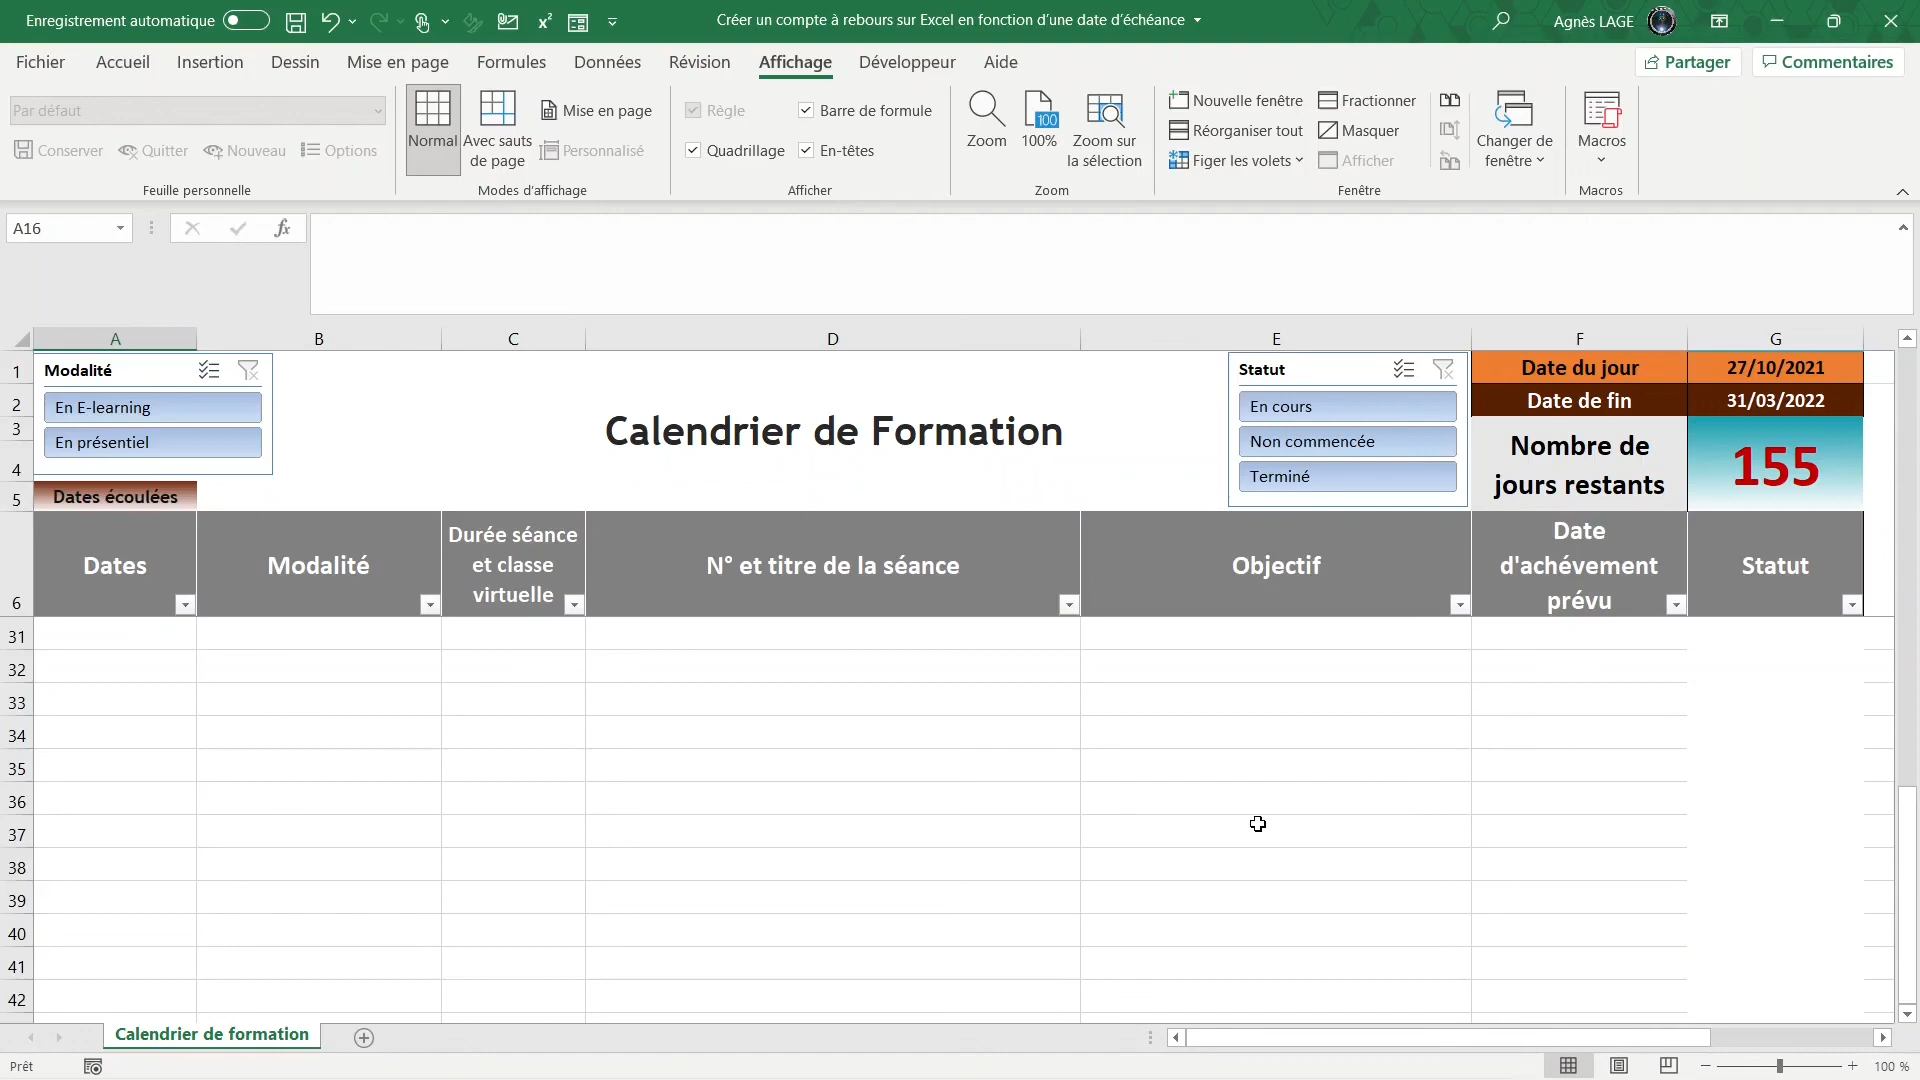 Enregistrement automatique
Créer un compte à rebours sur Excel en fonction d'une date d'échéance
Agnès LAGE
Fichier Accueil Insertion Dessin Mise en page Formules Données Révision Affichage Développeur Aide
Partager Commentaires
Par défaut
Conserver Quitter Nouveau Options
Feuille personnelle
Normal
Avec sauts
de page
Mise en page
Personnalisé
Modes d'affichage
Règle
Barre de formule
Quadrillage
En-têtes
Afficher
Zoom
100
100%
Zoom sur
la sélection
Zoom
Nouvelle fenêtre
Réorganiser tout
Figer les volets
Fractionner
Masquer
Afficher
Changer de
fenêtre
Fenêtre
Macros
Macros
A16
fx
A B C D E F G
1
2
3
4
5
6
Modalité
En E-learning
En présentiel
Dates écoulées
Calendrier de Formation
Statut
En cours
Non commencée
Terminé
Date du jour 27/10/2021
Date de fin 31/03/2022
Nombre de
jours restants
155
Dates
Modalité
Durée séance
et classe
virtuelle
N° et titre de la séance
Objectif
Date
d'achévement
prévu
Statut
31
32
33
34
35
36
37
38
39
40
41
42
Calendrier de formation
Prêt
100 %